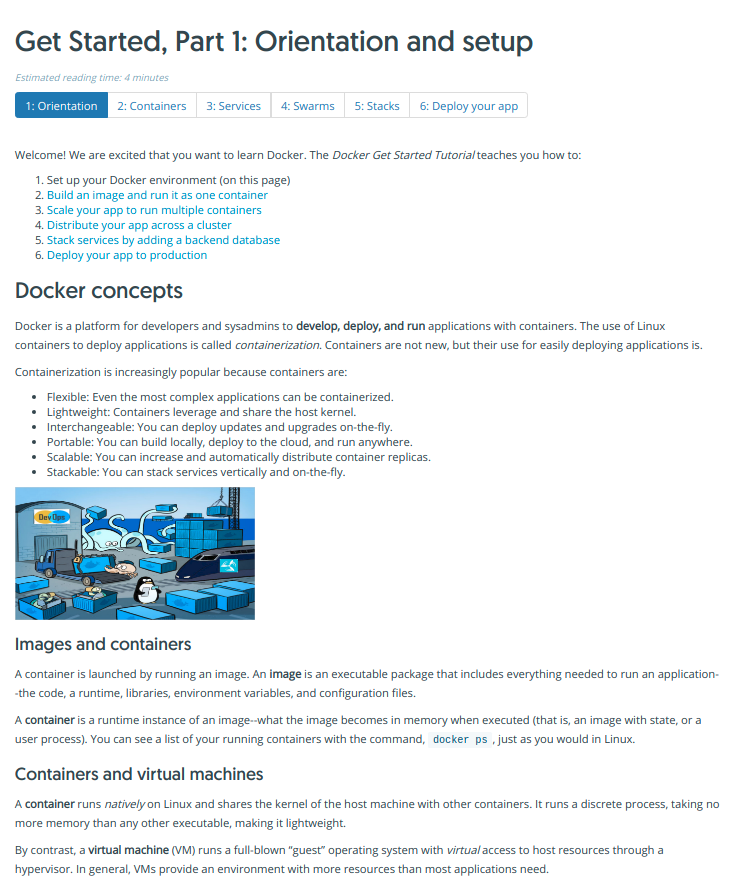 Get Started, Part 1: Orientation and setup
Estimated reading time: 4 minutes
1: Orientation 2: Containers 3: Services 4: Swarms 5: Stacks 6: Deploy your app
Welcome! We are excited that you want to learn Docker. The Docker Get Started Tutorial teaches you how to:
1. Set up your Docker environment (on this page)
2. Build an image and run it as one container
3. Scale your app to run multiple containers
4. Distribute your app across a cluster
5. Stack services by adding a backend database
6. Deploy your app to production
Docker concepts
Docker is a platform for developers and sysadmins to develop, deploy, and run applications with containers. The use of Linux
containers to deploy applications is called containerization. Containers are not new, but their use for easily deploying applications is.
Containerization is increasingly popular because containers are:
• Flexible: Even the most complex applications can be containerized.
• Lightweight: Containers leverage and share the host kernel.
• Interchangeable: You can deploy updates and upgrades on-the-fly.
• Portable: You can build locally, deploy to the cloud, and run anywhere.
• Scalable: You can increase and automatically distribute container replicas.
• Stackable: You can stack services vertically and on-the-fly.
DevOps
Images and containers
A container is launched by running an image. An image is an executable package that includes everything needed to run an application-
-the code, a runtime, libraries, environment variables, and configuration files.
A container is a runtime instance of an image--what the image becomes in memory when executed (that is, an image with state, or a
user process). You can see a list of your running containers with the command, docker ps , just as you would in Linux.
Containers and virtual machines
A container runs natively on Linux and shares the kernel of the host machine with other containers. It runs a discrete process, taking no
more memory than any other executable, making it lightweight.
By contrast, a virtual machine (VM) runs a full-blown “guest” operating system with virtual access to host resources through a
hypervisor. In general, VMs provide an environment with more resources than most applications need.